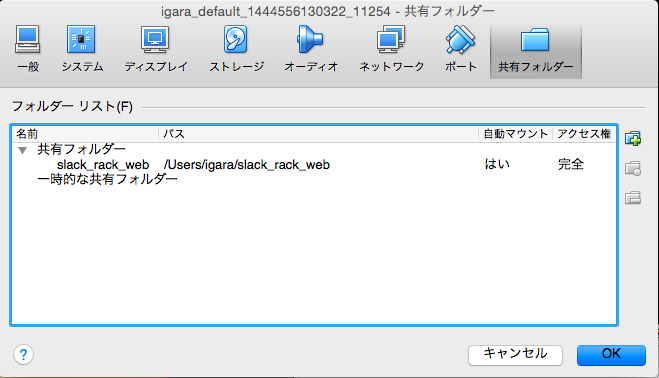 igara_default_1444556130322_11254 - 共有フォルダー
一般 システム ディスプレイ ストレージ オーディオ ネットワーク ポート 共有フォルダー
フォルダー リスト(F)
名前 パス 自動マウント アクセス権
共有フォルダー
slack_rack_web /Users/igara/slack_rack_web はい 完全
一時的な共有フォルダー
? キャンセル OK